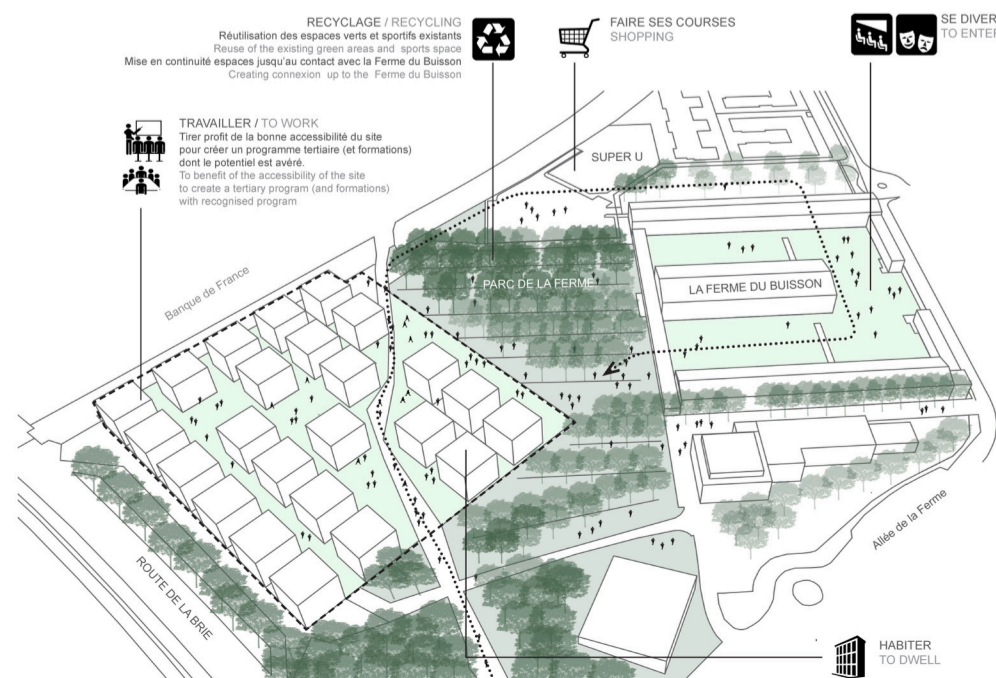 RECYCLAGE / RECYCLING
Réutilisation des espaces verts et sportifs existants
Reuse of the existing green areas and sports space
Mise en continuité espaces jusqu'au contact avec la Ferme du Buisson
Creating connexion up to the Ferme du Buisson
FAIRE SES COURSES
SHOPPING
SE DIVER
TO ENTER
TRAVAILLER / TO WORK
Tirer profit de la bonne accessibilité du site
pour créer un programme tertiaire (et formations)
dont le potentiel est avéré.
To benefit of the accessibility of the site
to create a tertiary program (and formations)
with recognised program
SUPER U
Banque de France
PARC DE LA FERME
LA FERME DU BUISSON
ROUTE DE LA BRIE
Allée de la Ferme
HABITER
TO DWELL